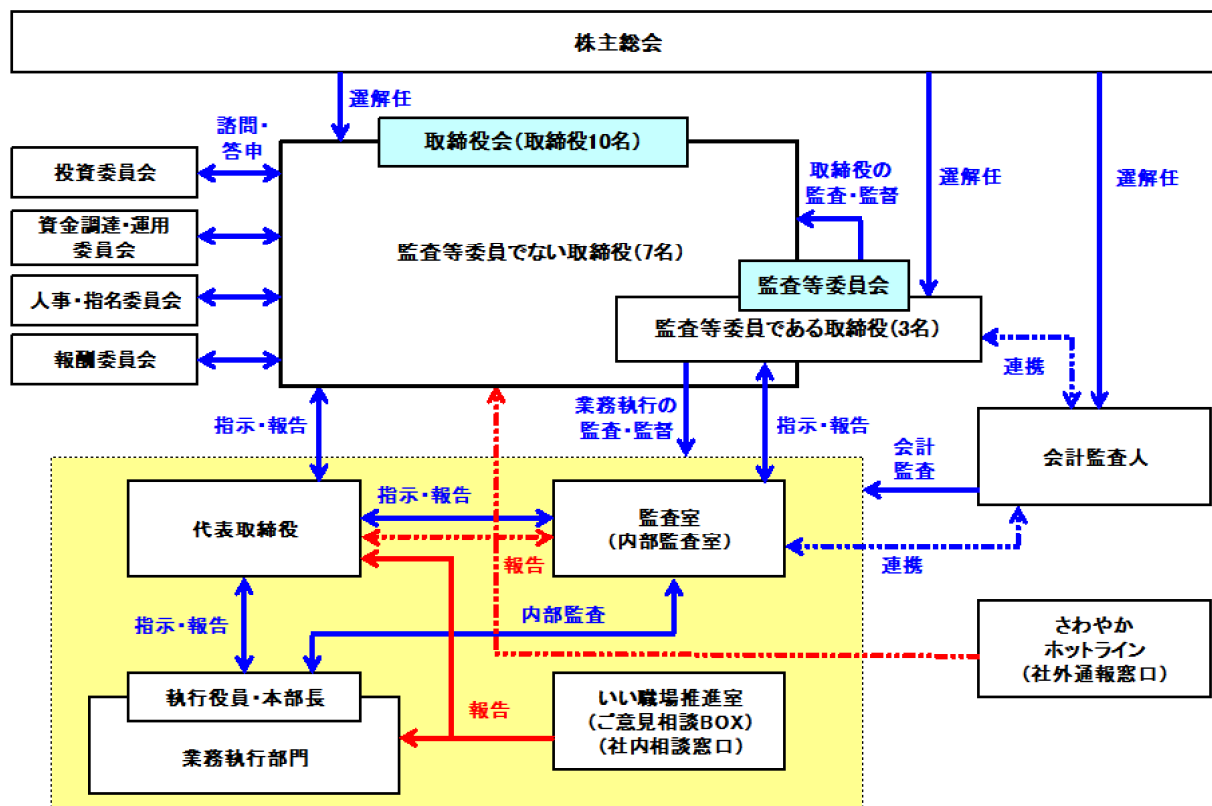 株主総会
選解任
諮問・
答申
取締役会(取締役10名)
投資委員会
取締役の
監査・監督
選解任
選解任
資金調達・運用
委員会
監査等委員でない取締役(7名)
監査等委員会
人事・指名委員会
監査等委員である取締役(3名)
報酬委員会
連携
指示・報告
業務執行の
監査・監督
指示・報告
会計
監査
会計監査人
代表取締役
指示・報告
監査室
(内部監査室)
報告
連携
指示・報告
内部監査
さわやか
ホットライン
(社外通報窓口)
執行役員・本部長
業務執行部門
報告
いい職場推進室
(ご意見相談BOX)
(社内相談窓口)